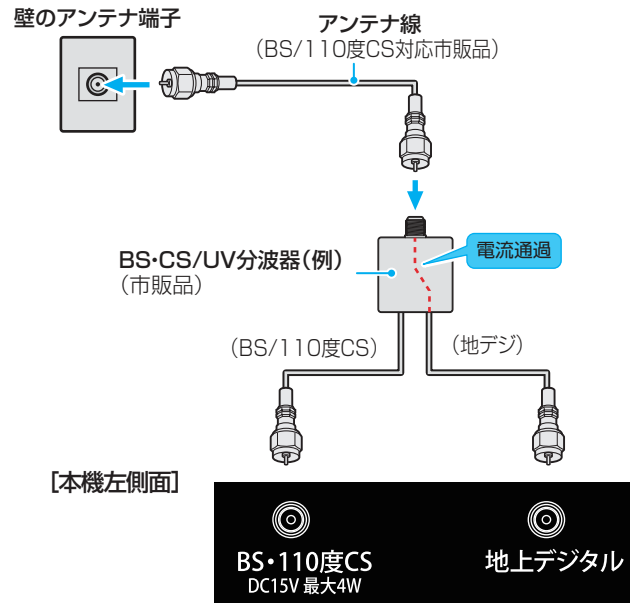 壁のアンテナ端子
アンテナ線
（BS/110度CS対応市販品）
BS・CS/UV分波器（例）
（市販品）
電流通過
（BS/110度CS）
（地デジ）
［本機左側面］
BS・110度CS
DC15V 最大4W
地上デジタル